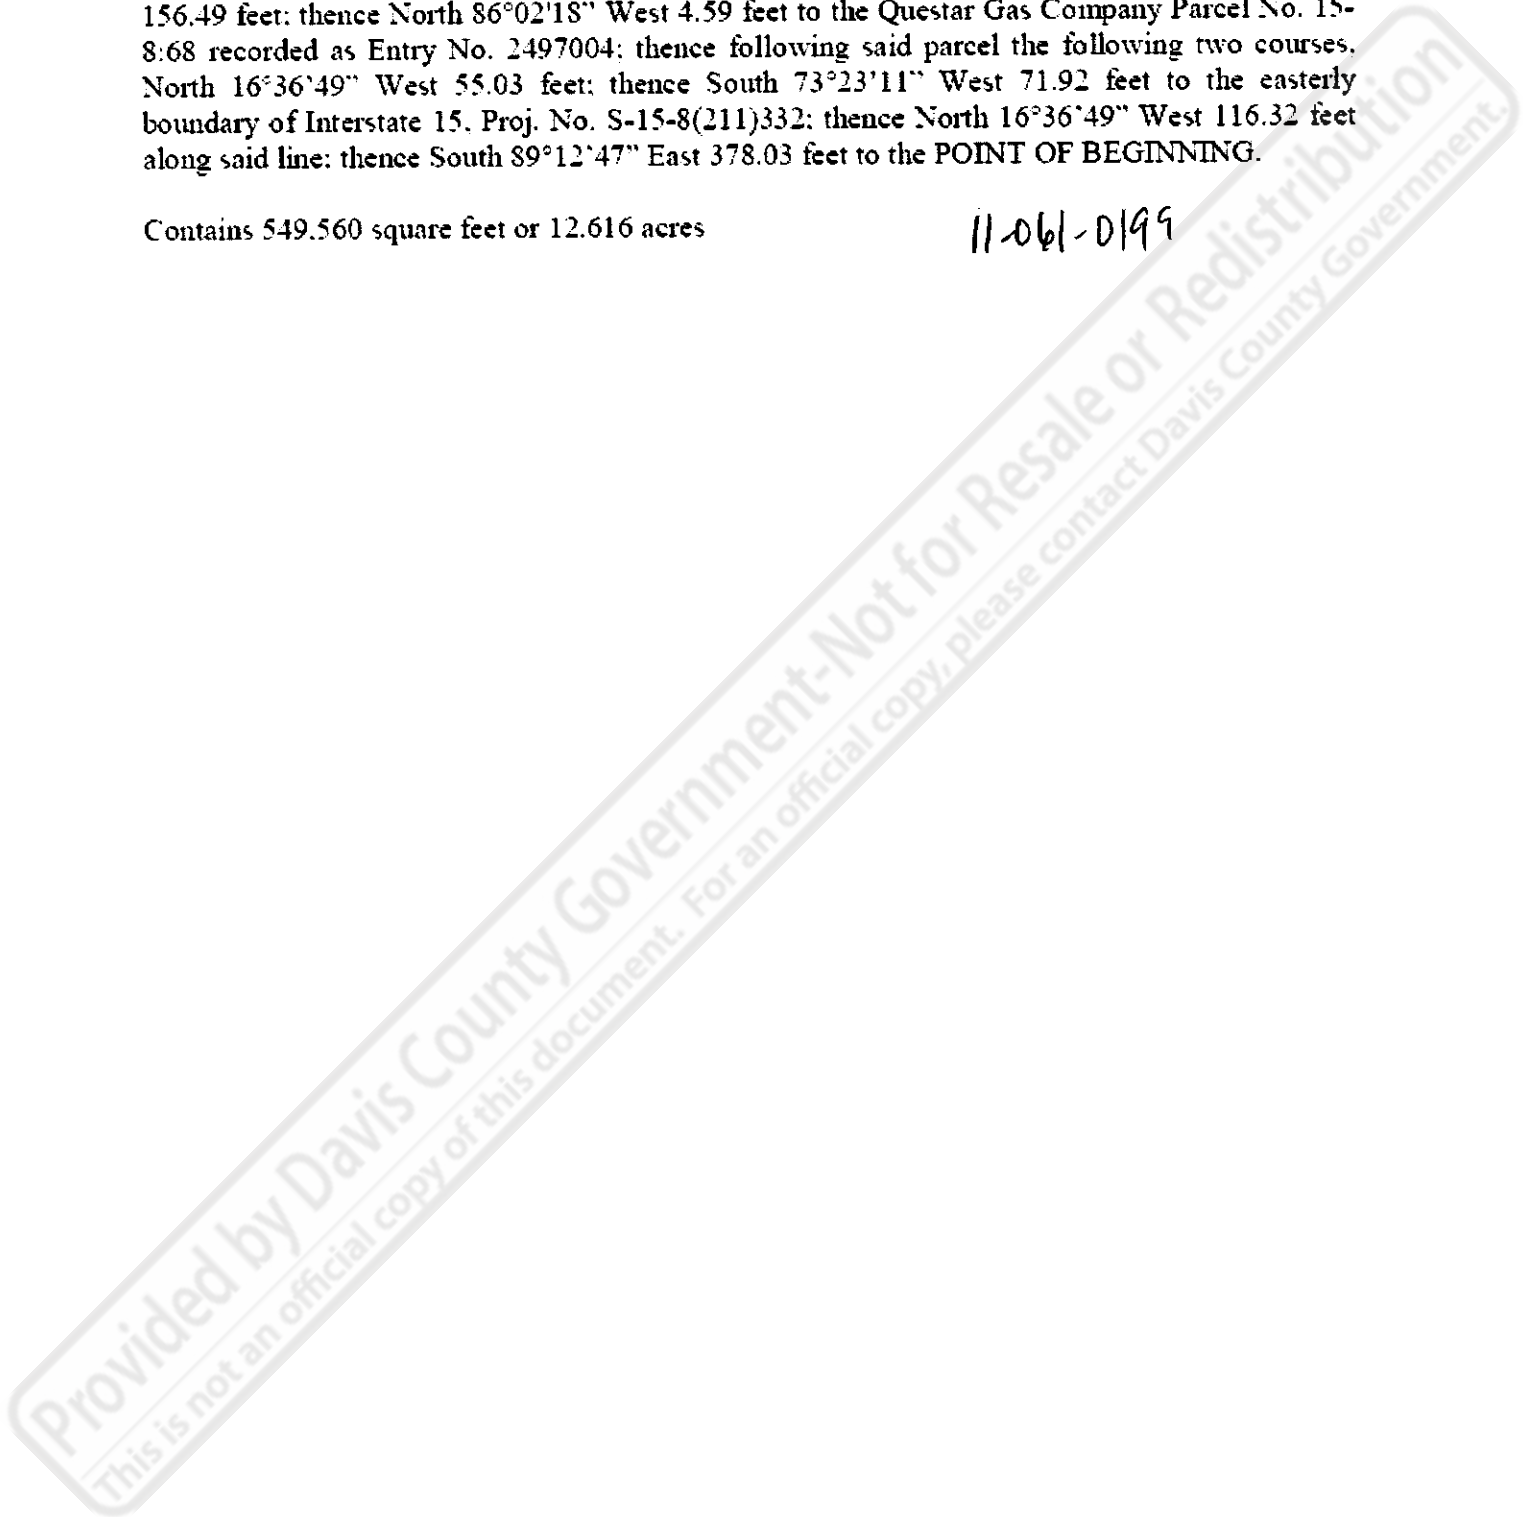 156.49 feet; thence North 86°02'18" West 4.59 feet to the Questar Gas Company Parcel No. 15-
8:68 recorded as Entry No. 2497004; thence following said parcel the following two courses,
North 16°36'49" West 55.03 feet; thence South 73°23'11" West 71.92 feet to the easterly
boundary of Interstate 15, Proj. No. S-15-8(211)332; thence North 16°36'49" West 116.32 feet
along said line; thence South 89°12'47" East 378.03 feet to the POINT OF BEGINNING.
Contains 549,560 square feet or 12.616 acres
11-061-0199
Provided by Davis County Government-Not for Resale or Redistribution
This is not an official copy of this document. For an official copy, please contact Davis County Government.